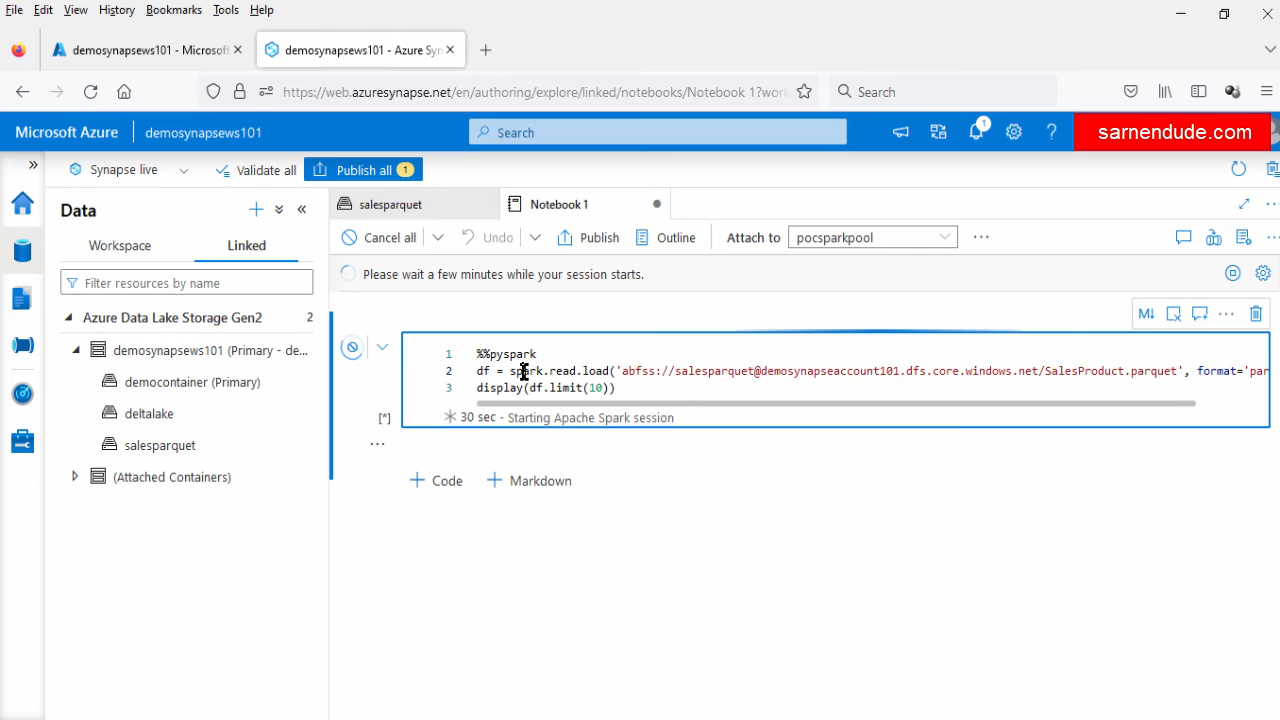 File Edit View History Bookmarks Tools Help
demosynapsews101 - Microsoft
demosynapsews101 - Azure Syn
https://web.azuresynapse.net/en/authoring/explore/linked/notebooks/Notebook 1?work
Search
Microsoft Azure
demosynapsews101
Search
1
sarnendude.com
Synapse live
Validate all
Publish all 1
Data
salesparquet
Notebook 1
Workspace
Linked
Cancel all
Undo
Publish
Outline
Attach to
pocsparkpool
Please wait a few minutes while your session starts.
Filter resources by name
Azure Data Lake Storage Gen2 2
demosynapsews101 (Primary - de...
democontainer (Primary)
deltalake
salesparquet
(Attached Containers)
M↓
1 %%pyspark
2 df = spark.read.load('abfss://salesparquet@demosynapseaccount101.dfs.core.windows.net/SalesProduct.parquet', format='par
3 display(df.limit(10))
[*]
30 sec - Starting Apache Spark session
+ Code
+ Markdown